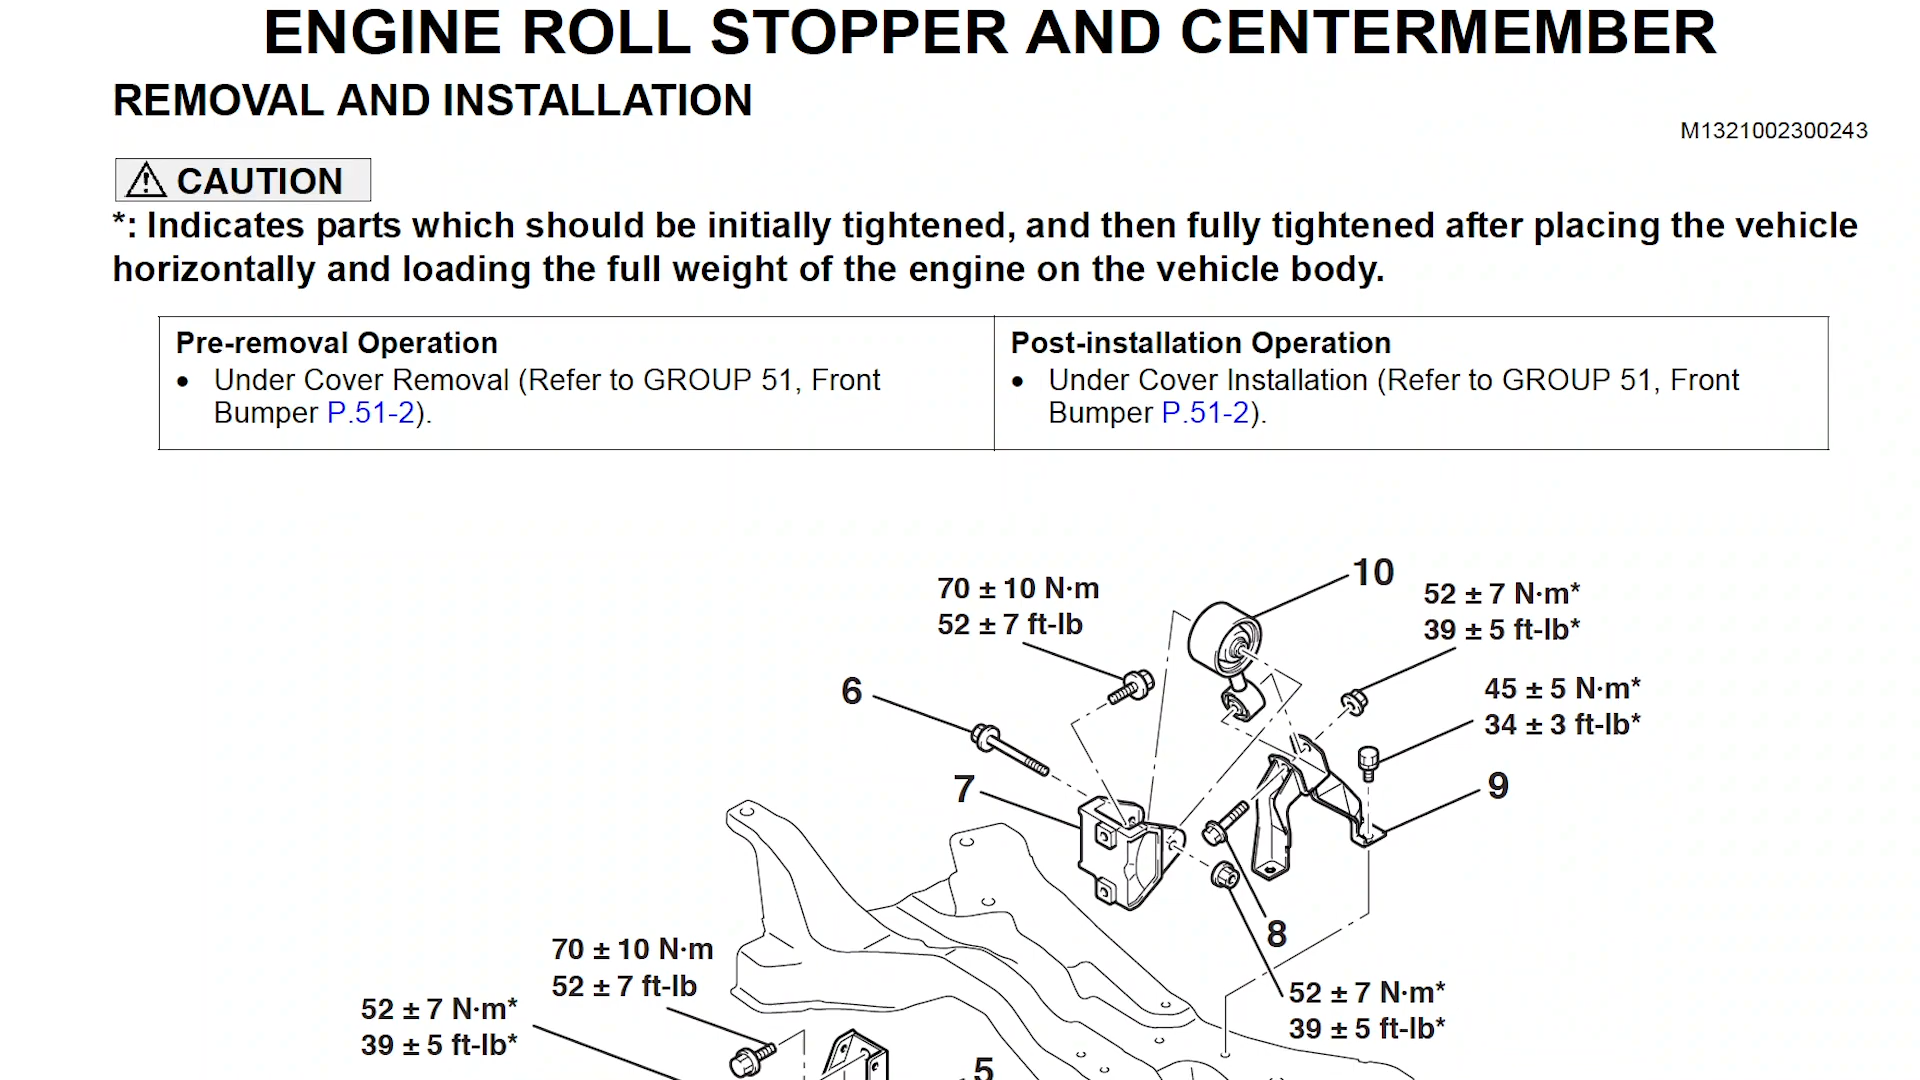 ENGINE ROLL STOPPER AND CENTERMEMBER
REMOVAL AND INSTALLATION
M1321002300243
CAUTION
*: Indicates parts which should be initially tightened, and then fully tightened after placing the vehicle
horizontally and loading the full weight of the engine on the vehicle body.
Pre-removal Operation
• Under Cover Removal (Refer to GROUP 51, Front
Bumper P.51-2).
Post-installation Operation
• Under Cover Installation (Refer to GROUP 51, Front
Bumper P.51-2).
10
70 ± 10 N·m
52 ± 7 ft-lb
52 ± 7 N·m*
39 ± 5 ft-lb*
6
45 ± 5 N·m*
34 ± 3 ft-lb*
7
9
8
70 ± 10 N·m
52 ± 7 ft-lb
52 ± 7 N·m*
39 ± 5 ft-lb*
52 ± 7 N·m*
39 ± 5 ft-lb*
5